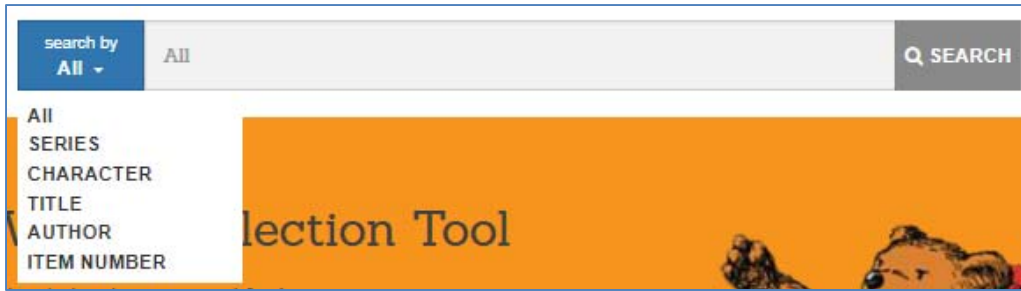 search by
All
All
SEARCH
All
SERIES
CHARACTER
TITLE
AUTHOR
ITEM NUMBER
lection Tool